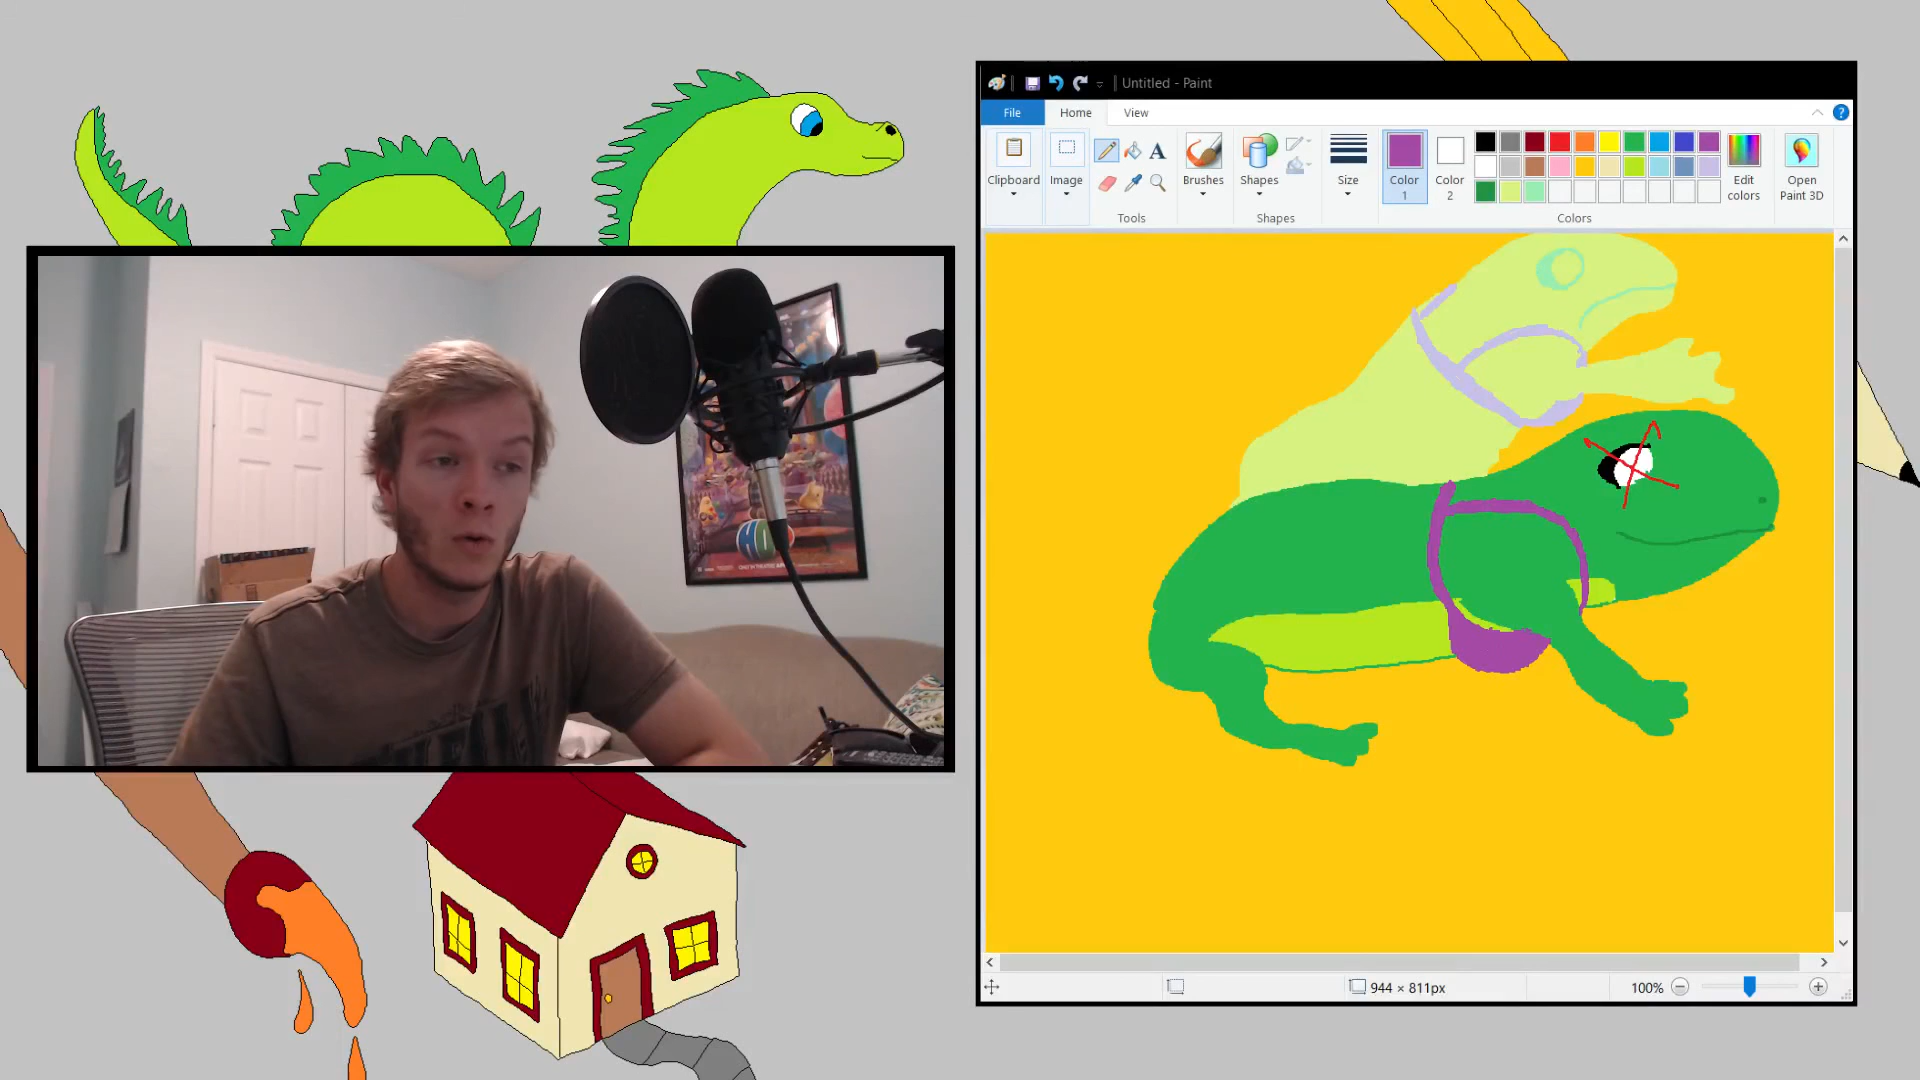 Untitled - Paint
File
Home
View
Clipboard
Image
Tools
Brushes
Shapes
Shapes
Size
Color 1
Color 2
Colors
Edit colors
Open Paint 3D
944 × 811px
100%